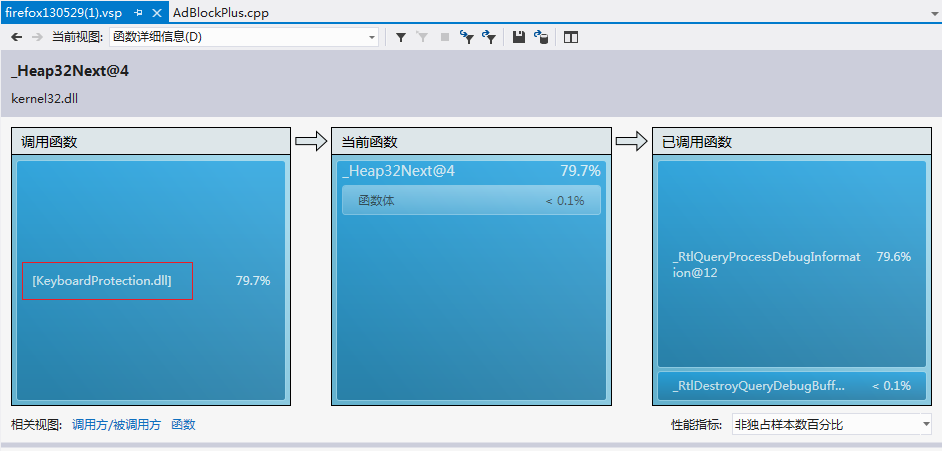 firefox130529(1).vsp
AdBlockPlus.cpp
当前视图: 函数详细信息(D)
_Heap32Next@4
kernel32.dll
调用函数
当前函数
已调用函数
[KeyboardProtection.dll] 79.7%
_Heap32Next@4 79.7%
函数体 < 0.1%
_RtlQueryProcessDebugInformat
ion@12
79.6%
_RtlDestroyQueryDebugBuff... < 0.1%
相关视图: 调用方/被调用方 函数
性能指标: 非独占样本数百分比